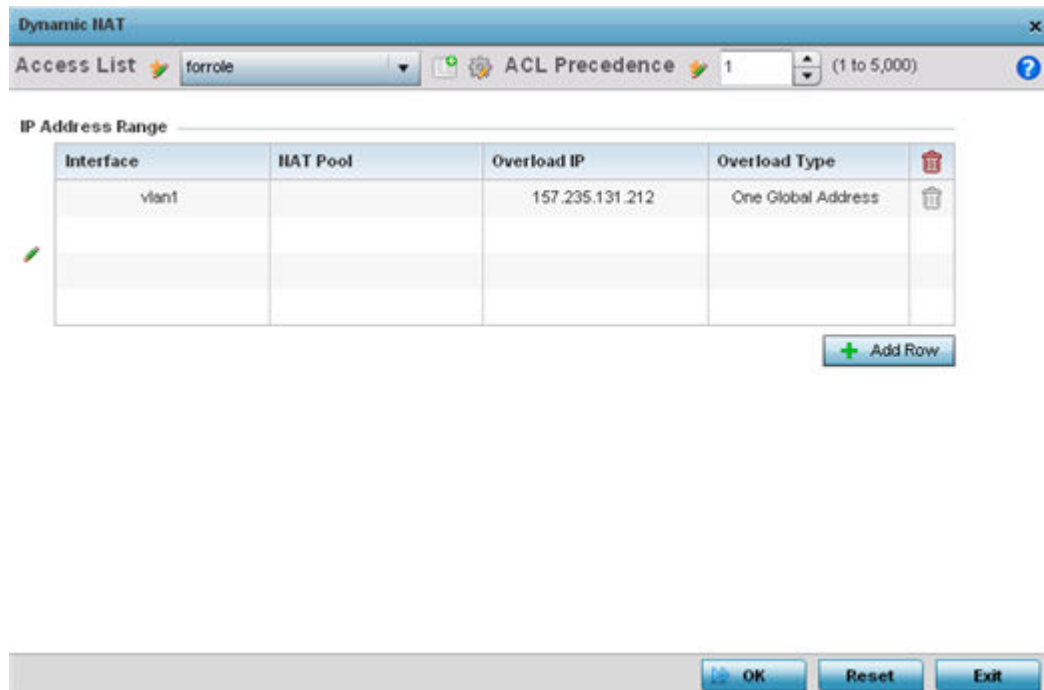 Dynamic NAT
Access List forrole ACL Precedence 1 (1 to 5,000)
IP Address Range
Interface NAT Pool Overload IP Overload Type
vlan1 157.235.131.212 One Global Address
Add Row
OK Reset Exit